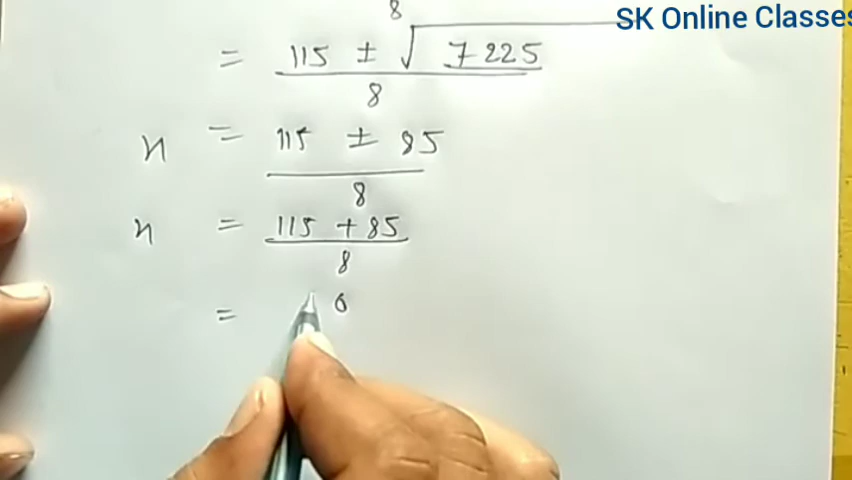 8
SK Online Classes
= 115 ± √7225
8
x = 115 ± 85
8
x = 115 + 85
8
= 0